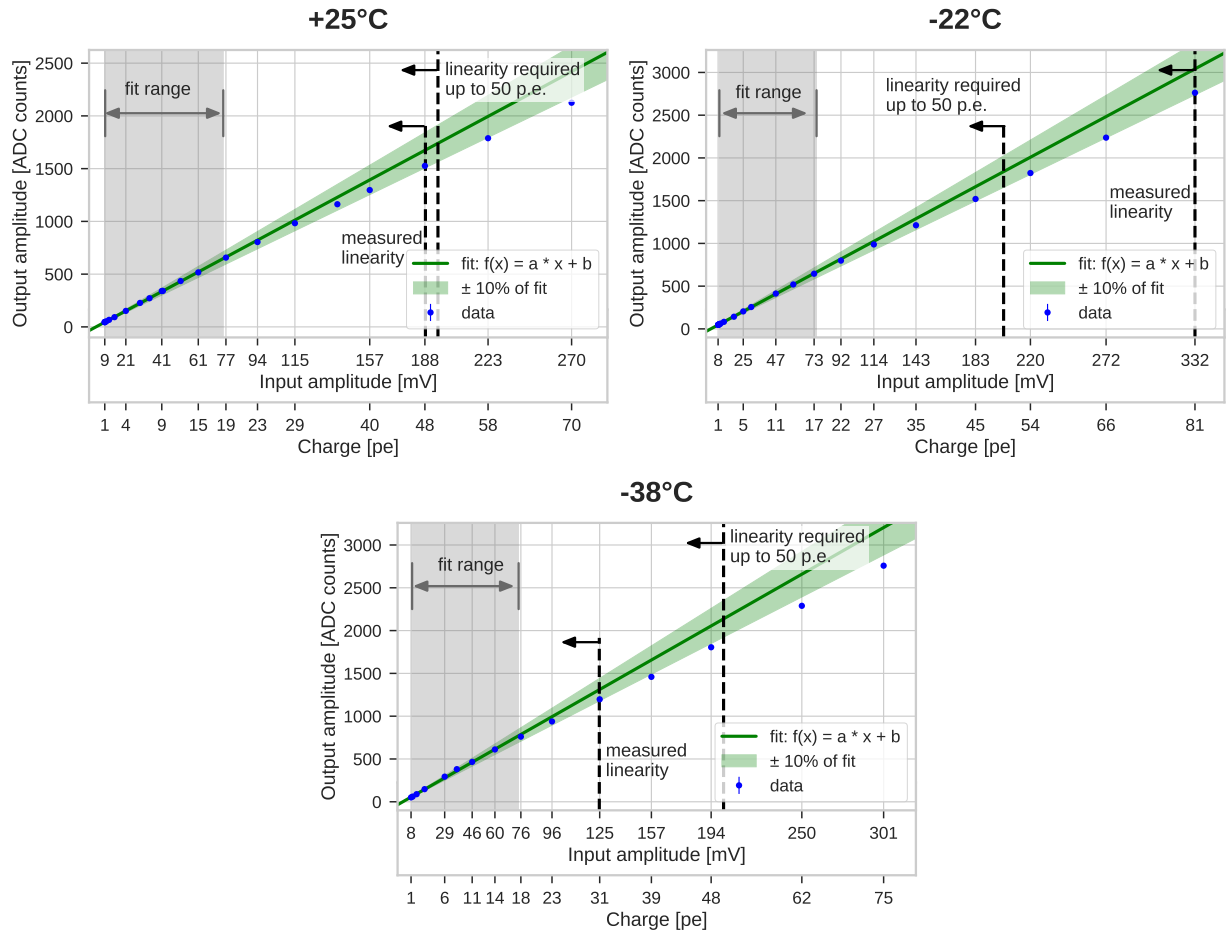 +25°C
2500
2000
1500
1000
500
0
Output amplitude [ADC counts]
fit range
linearity required
up to 50 p.e.
measured
linearity
fit: f(x) = a * x + b
± 10% of fit
data
9 21 41 61 77 94 115 157 188 223 270
Input amplitude [mV]
1 4 9 15 19 23 29 40 48 58 70
Charge [pe]
-22°C
3000
2500
2000
1500
1000
500
0
Output amplitude [ADC counts]
fit range
linearity required
up to 50 p.e.
measured
linearity
fit: f(x) = a * x + b
± 10% of fit
data
8 25 47 73 92 114 143 183 220 272 332
Input amplitude [mV]
1 5 11 17 22 27 35 45 54 66 81
Charge [pe]
-38°C
3000
2500
2000
1500
1000
500
0
Output amplitude [ADC counts]
fit range
linearity required
up to 50 p.e.
measured
linearity
fit: f(x) = a * x + b
± 10% of fit
data
8 29 46 60 76 96 125 157 194 250 301
Input amplitude [mV]
1 6 11 14 18 23 31 39 48 62 75
Charge [pe]